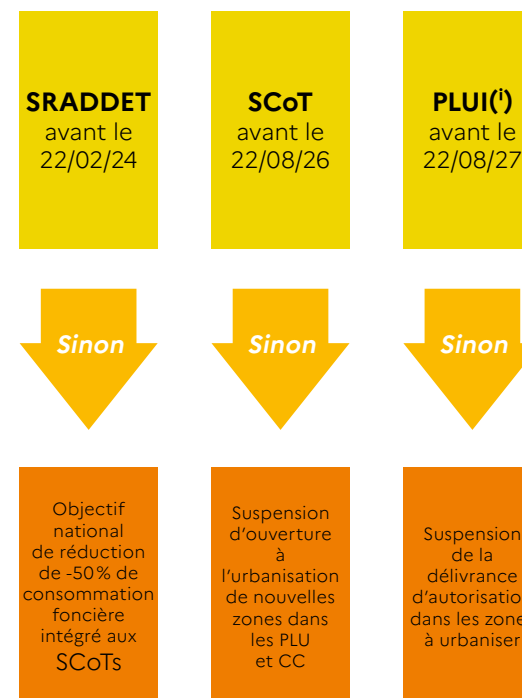 SRADDET
avant le
22/02/24
SCoT
avant le
22/08/26
PLUI(i)
avant le
22/08/27
Sinon
Sinon
Sinon
Objectif
national
de réduction
de -50 % de
consommation
foncière
intégré aux
SCoTs
Suspension
d'ouverture
à
l'urbanisation
de nouvelles
zones dans
les PLU
et CC
Suspension
de la
délivrance
d'autorisation
dans les zones
à urbaniser